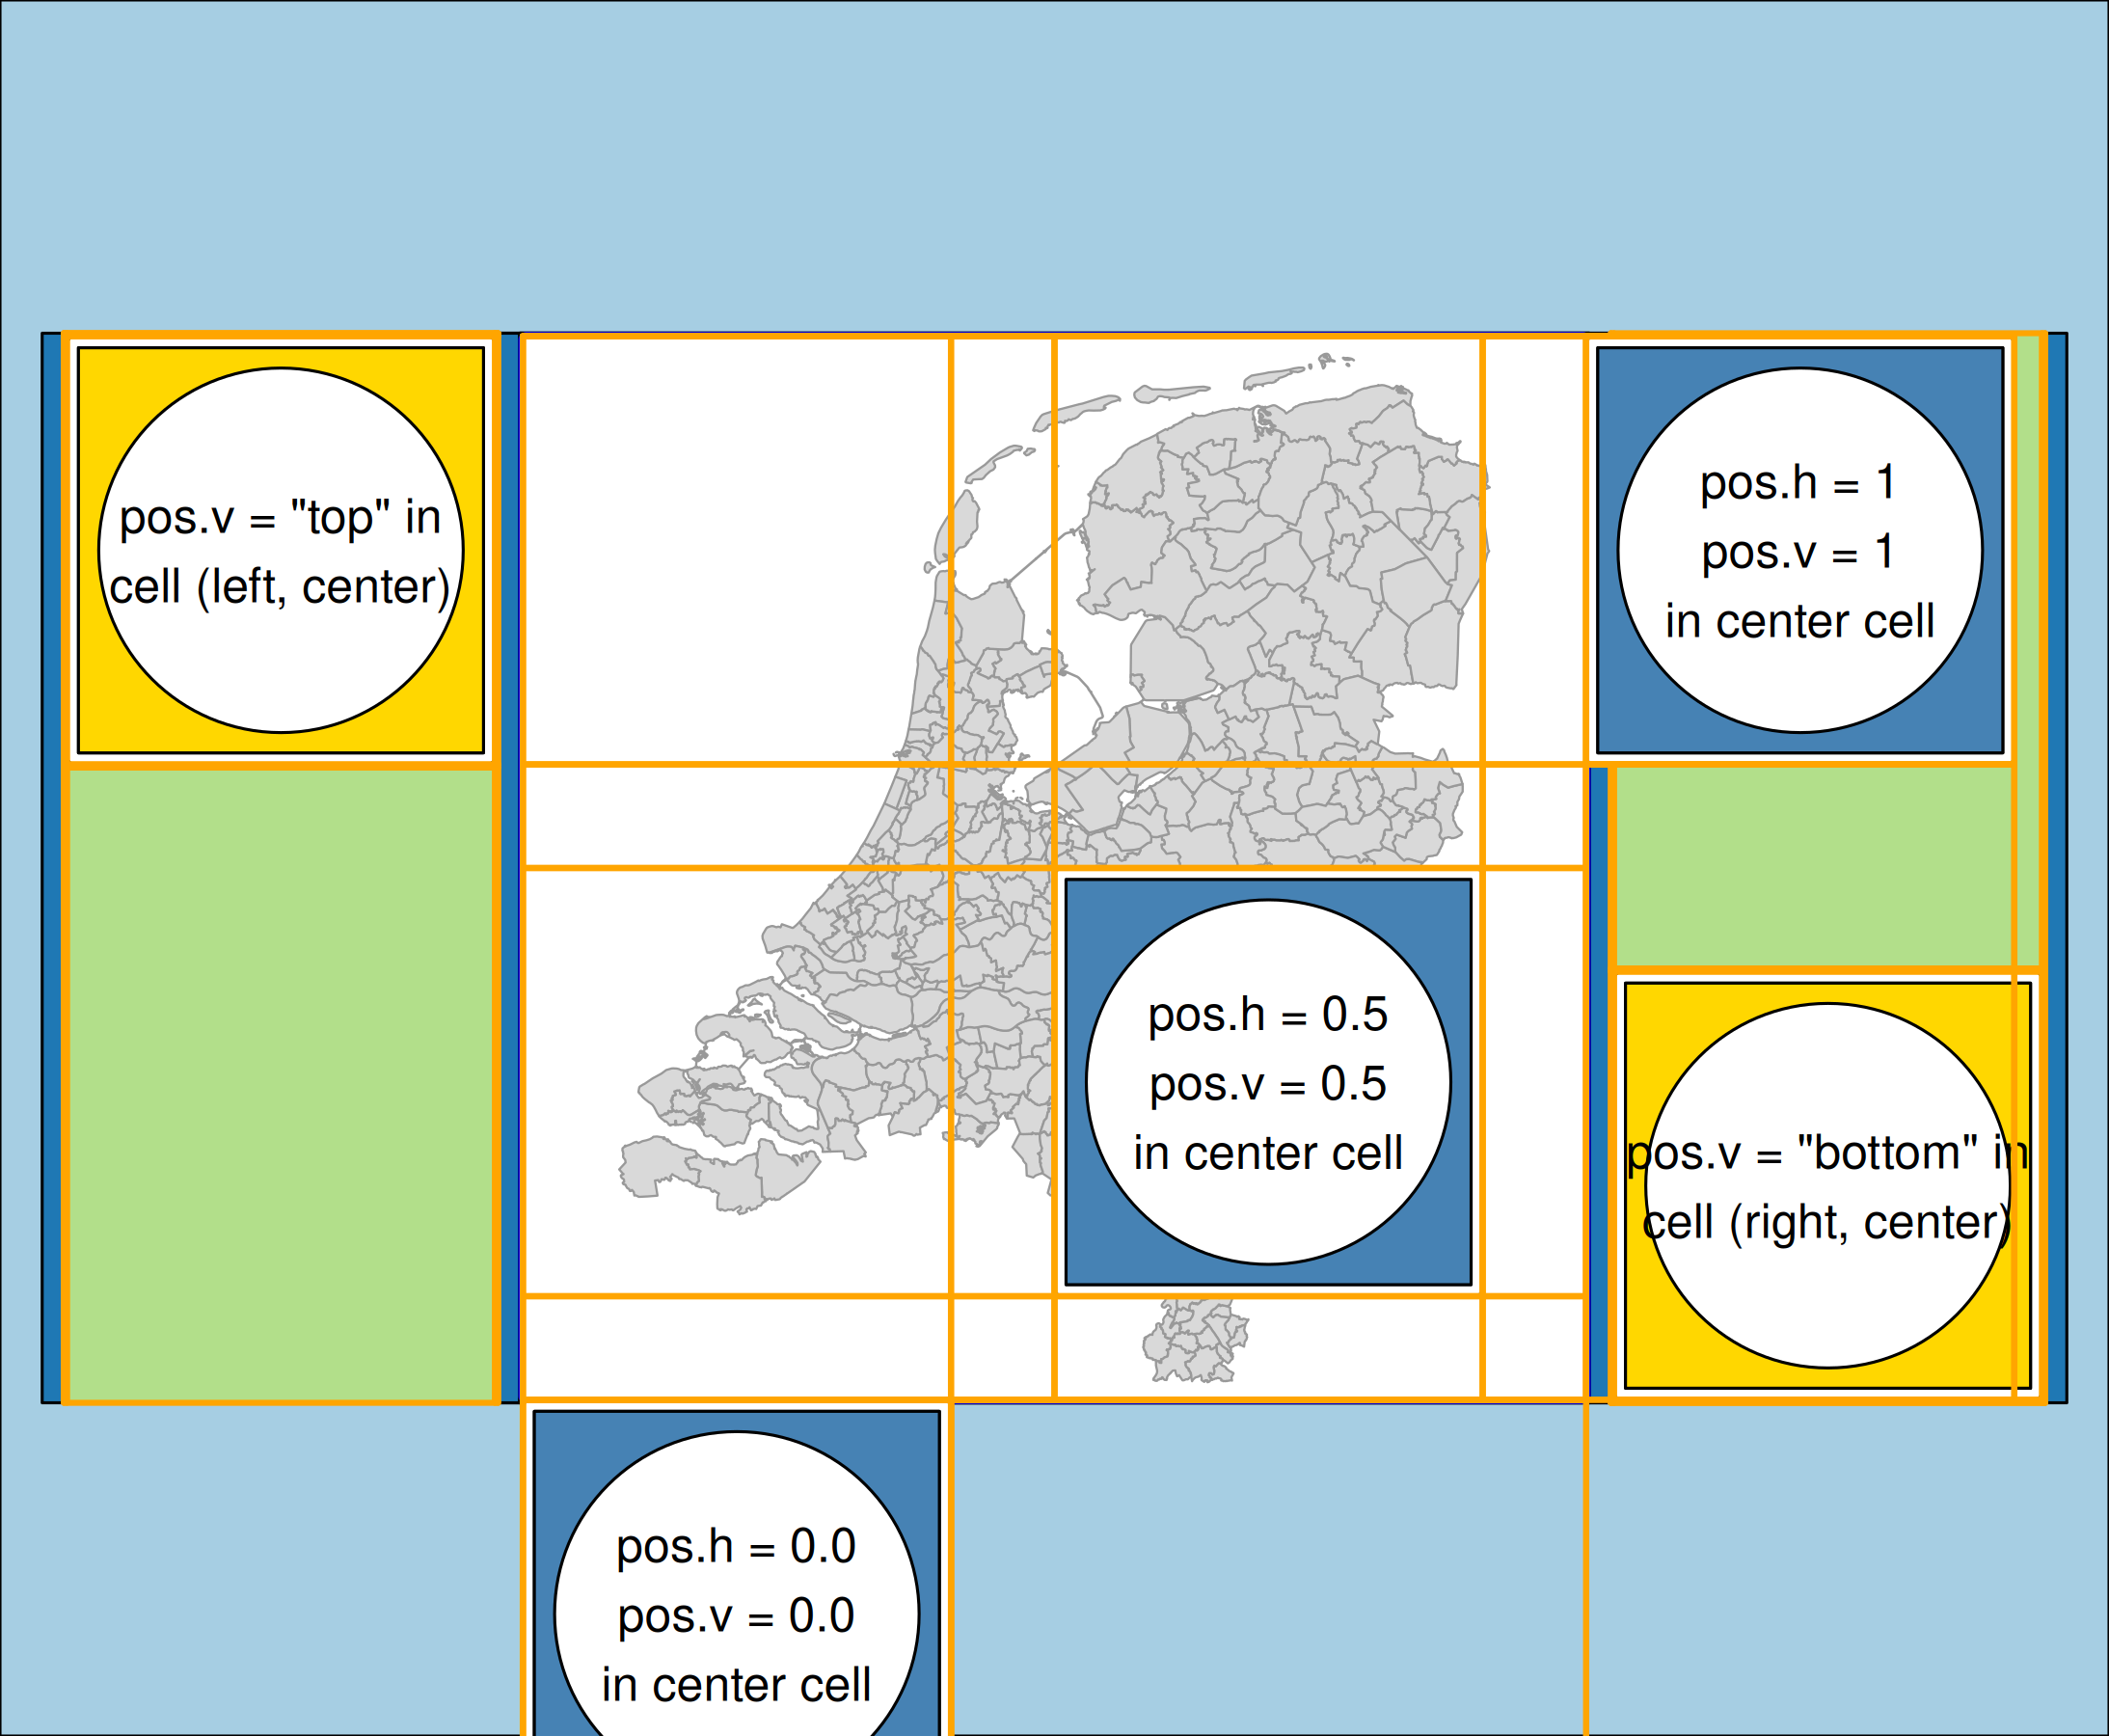 pos.v = "top" in
cell (left, center)
pos.h = 1
pos.v = 1
in center cell
pos.h = 0.5
pos.v = 0.5
in center cell
pos.v = "bottom" in
cell (right, center)
pos.h = 0.0
pos.v = 0.0
in center cell